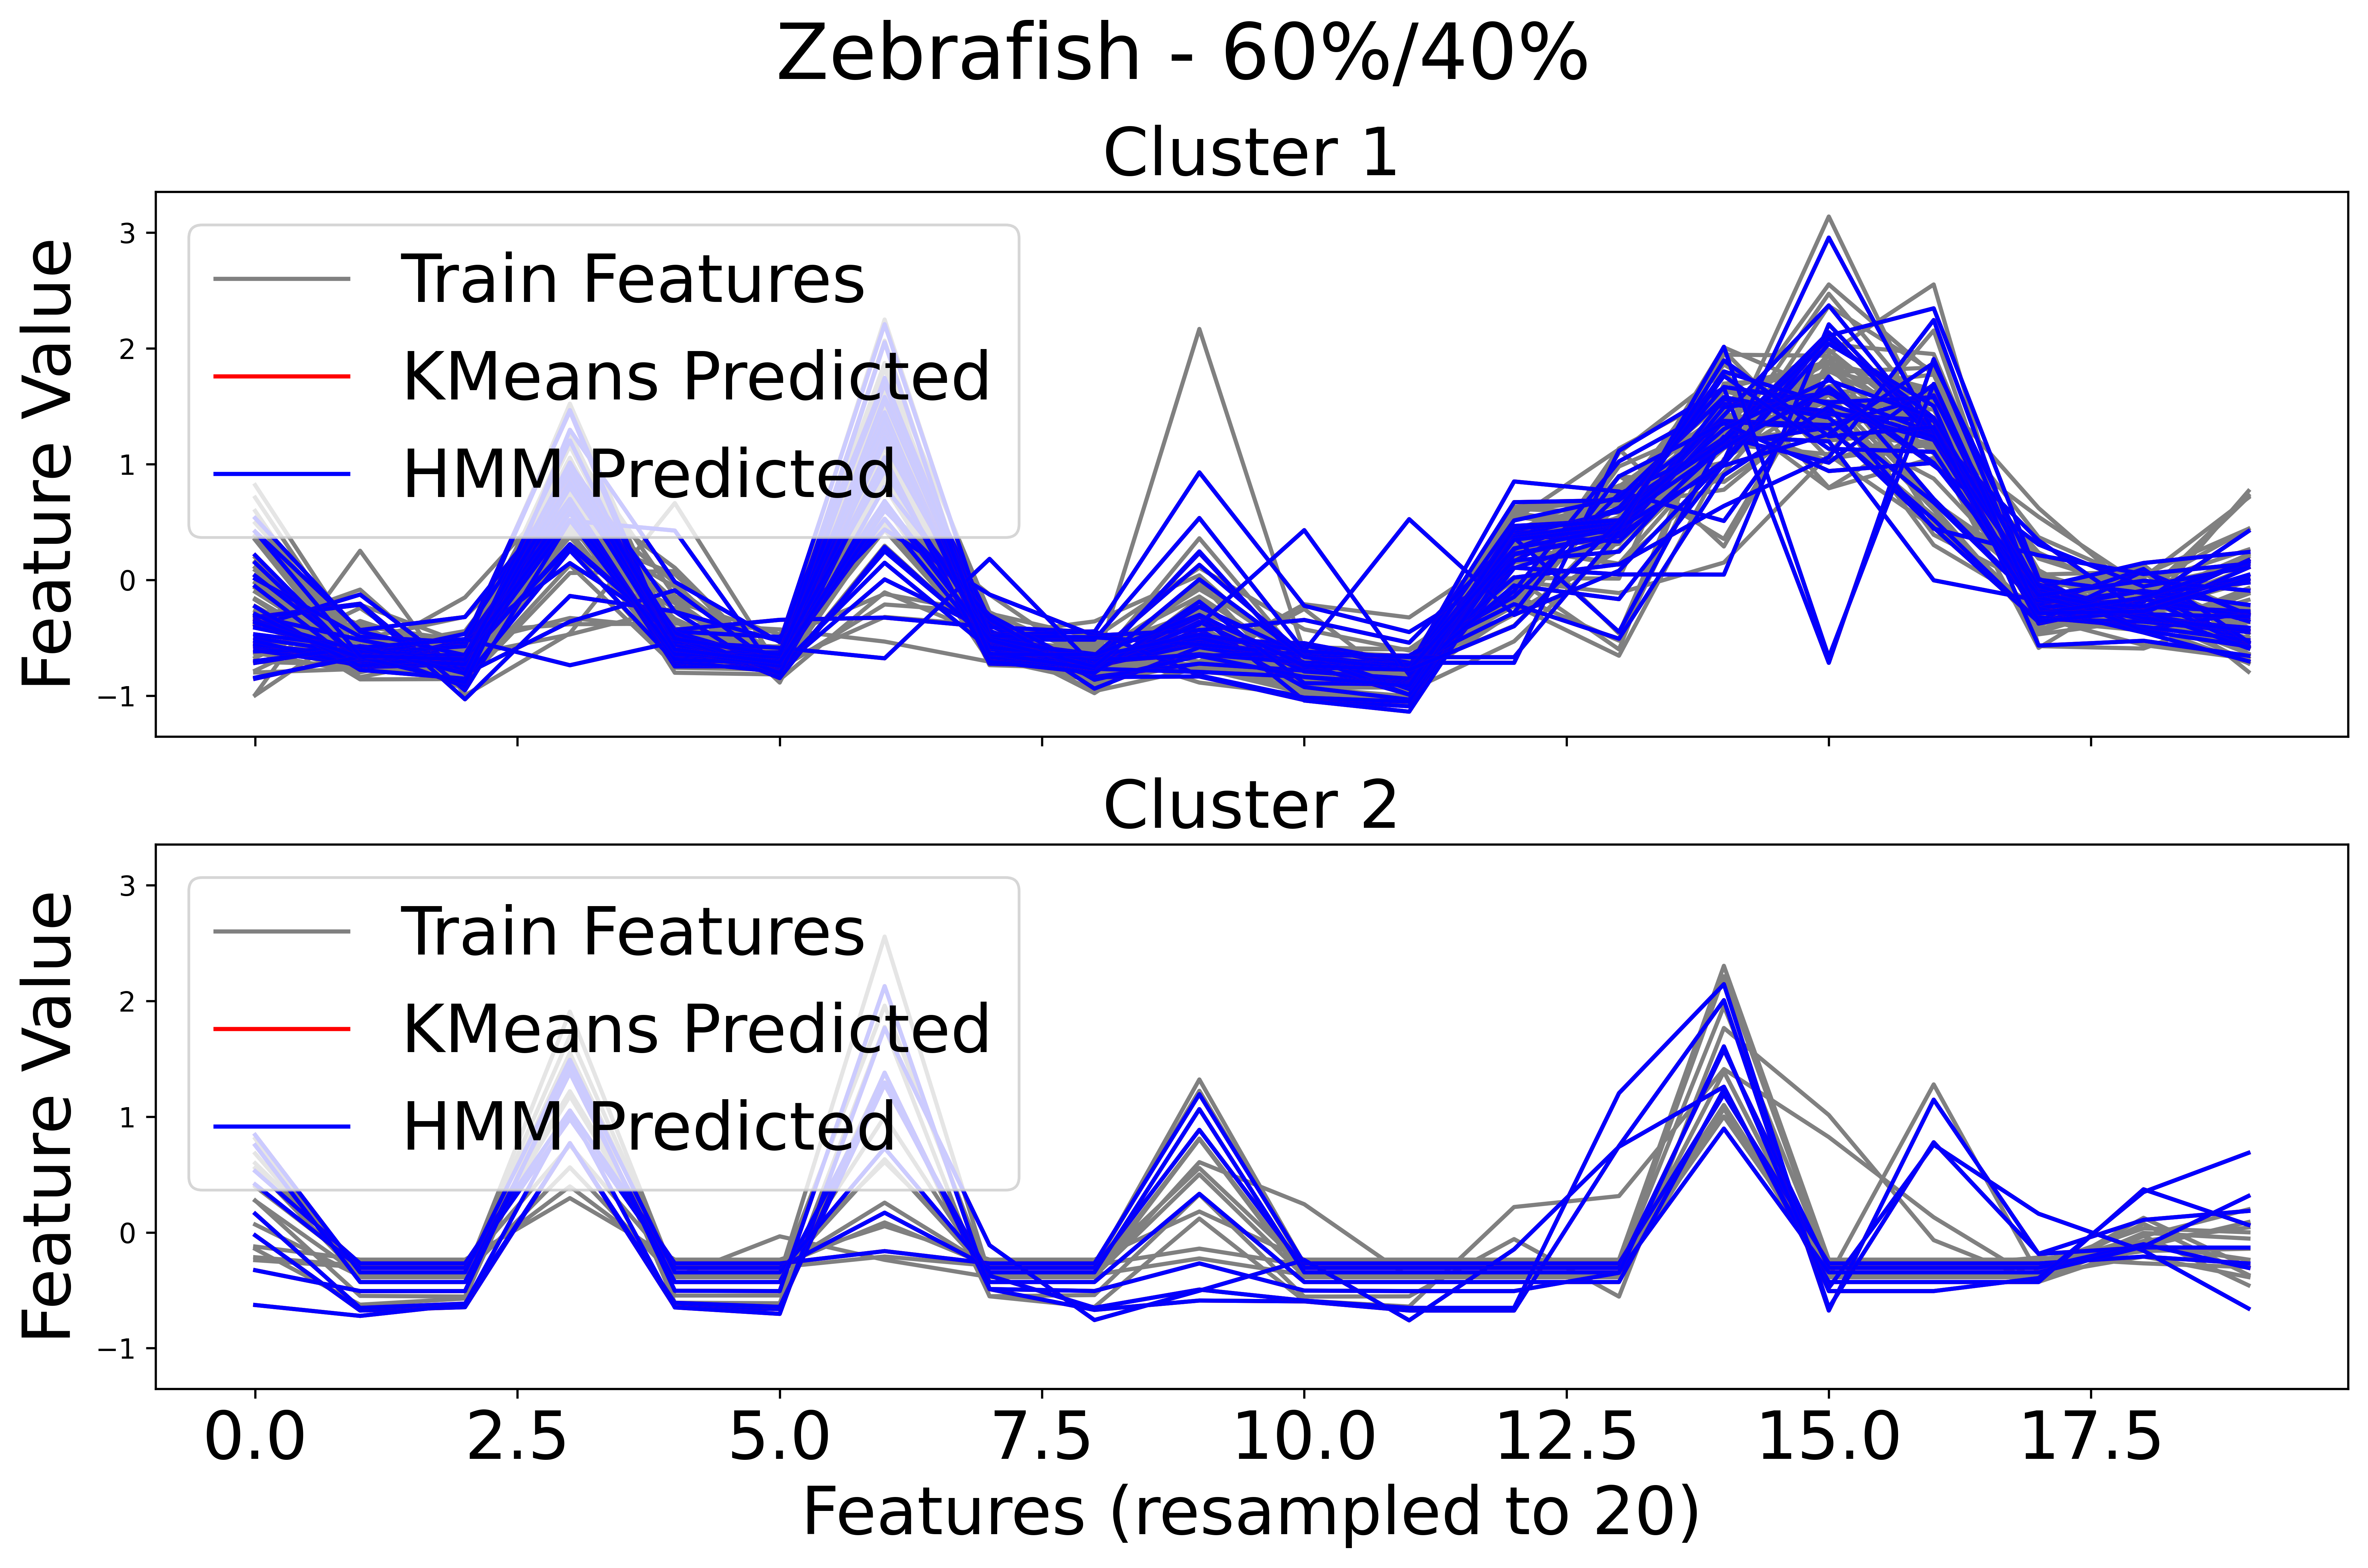 Zebrafish - 60%/40%
Cluster 1
Feature Value
3
2
1
0
−1
Train Features
KMeans Predicted
HMM Predicted
Cluster 2
Feature Value
3
2
1
0
−1
Train Features
KMeans Predicted
HMM Predicted
0.0 2.5 5.0 7.5 10.0 12.5 15.0 17.5
Features (resampled to 20)